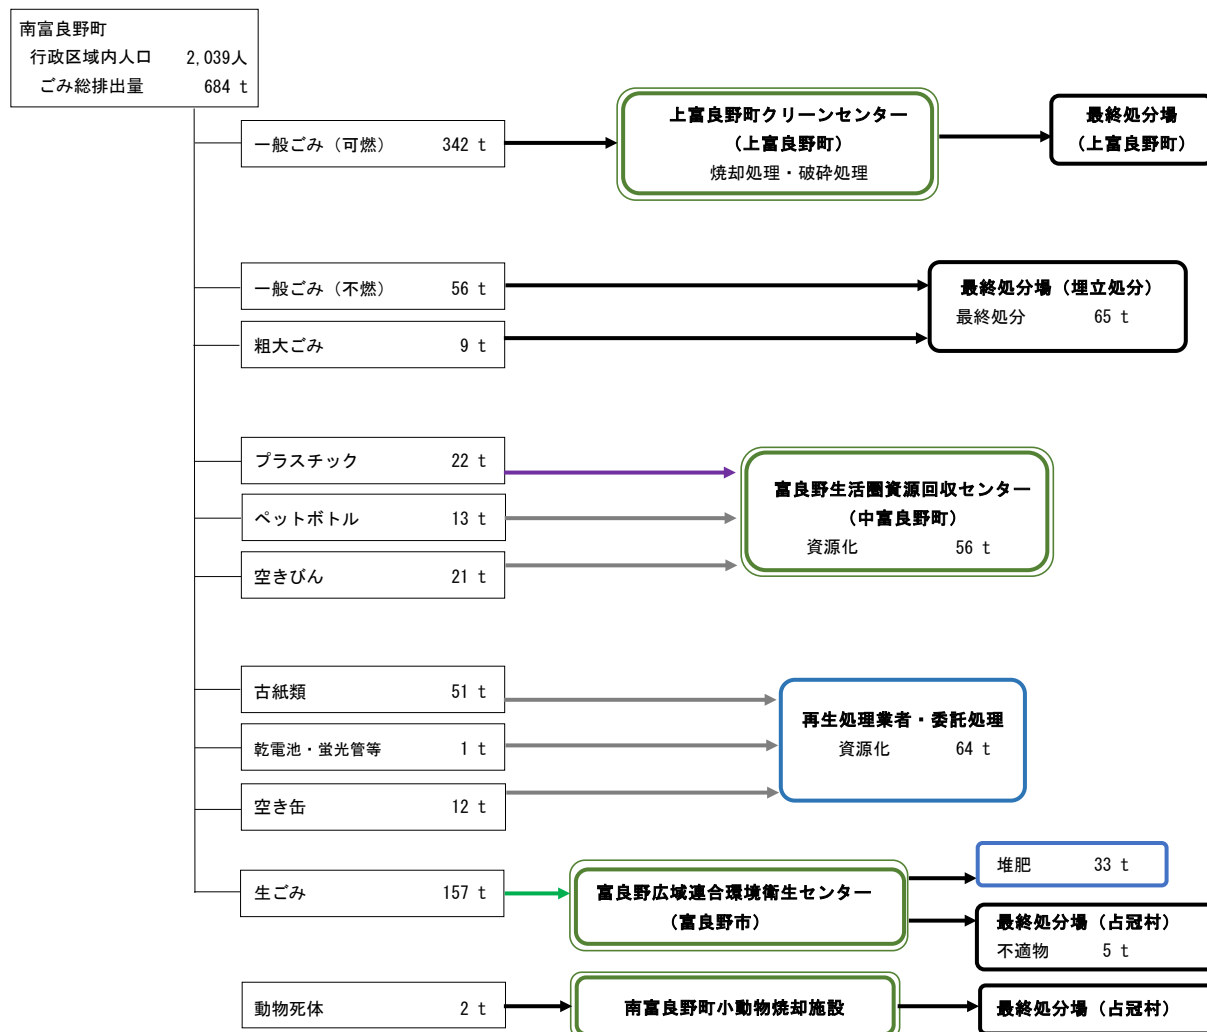 南富良野町
行政区域内人口 2,039人
ごみ総排出量 684 t
一般ごみ（可燃） 342 t
上富良野町クリーンセンター
（上富良野町）
焼却処理・破砕処理
最終処分場
（上富良野町）
一般ごみ（不燃） 56 t
粗大ごみ 9 t
最終処分場（埋立処分）
最終処分 65 t
プラスチック 22 t
ペットボトル 13 t
空きびん 21 t
富良野生活圏資源回収センター
（中富良野町）
資源化 56 t
古紙類 51 t
乾電池・蛍光管等 1 t
空き缶 12 t
再生処理業者・委託処理
資源化 64 t
生ごみ 157 t
富良野広域連合環境衛生センター
（富良野市）
堆肥 33 t
最終処分場（占冠村）
不適物 5 t
動物死体 2 t
南富良野町小動物焼却施設
最終処分場（占冠村）